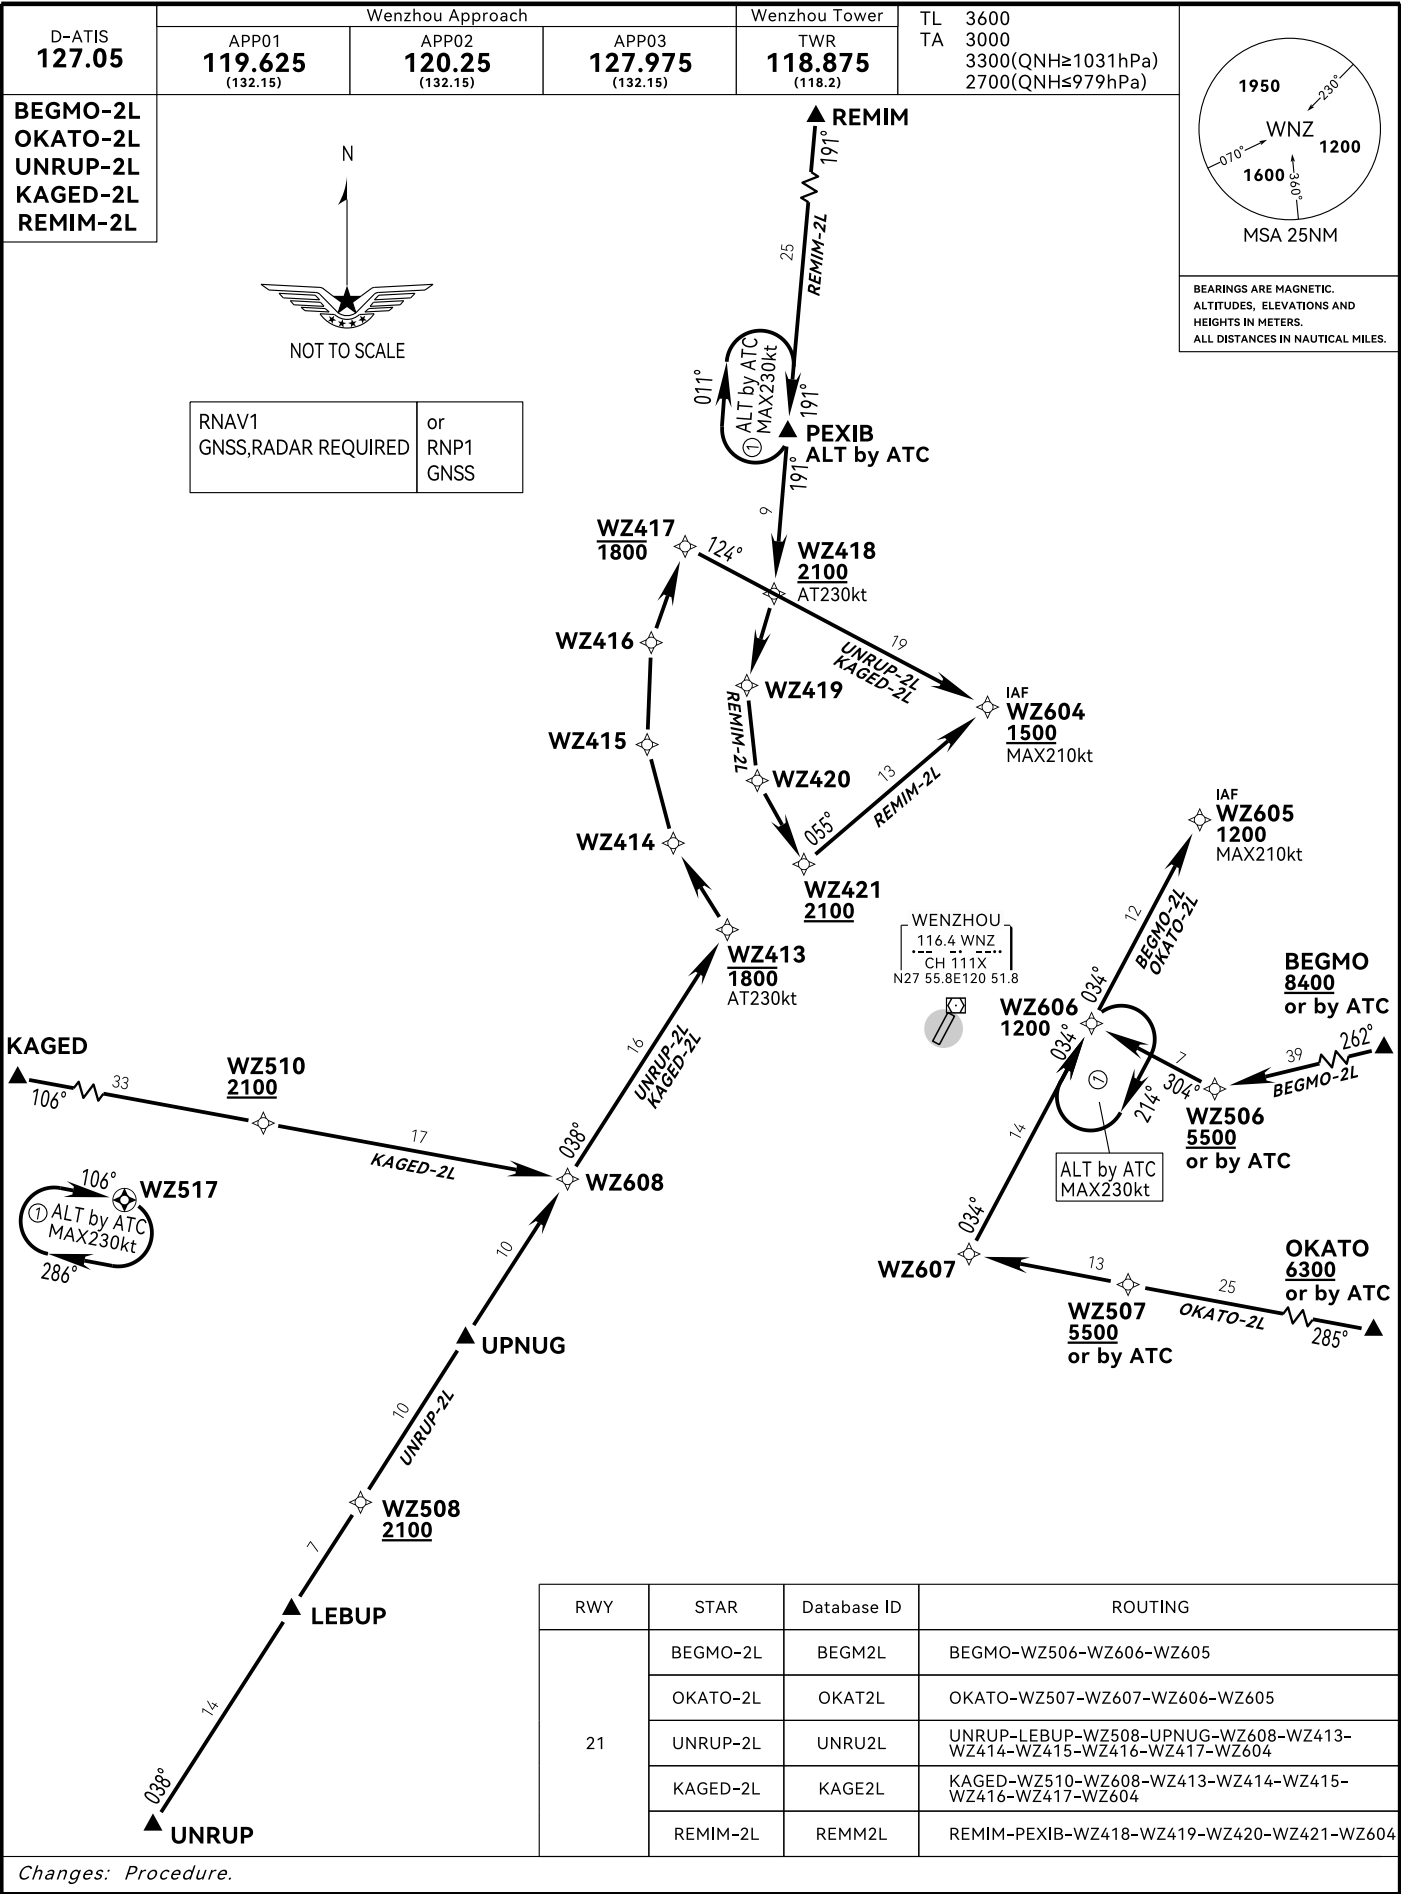 D-ATIS
127.05
Wenzhou Approach
APP01
119.625
(132.15)
APP02
120.25
(132.15)
APP03
127.975
(132.15)
Wenzhou Tower
TWR
118.875
(118.2)
TL 3600
TA 3000
3300(QNH≥1031hPa)
2700(QNH≤979hPa)
BEGMO-2L
OKATO-2L
UNRUP-2L
KAGED-2L
REMIM-2L
N
NOT TO SCALE
1950
230°
WNZ
1200
070°
1600
360°
MSA 25NM
BEARINGS ARE MAGNETIC.
ALTITUDES, ELEVATIONS AND
HEIGHTS IN METERS.
ALL DISTANCES IN NAUTICAL MILES.
RNAV1
GNSS,RADAR REQUIRED
or
RNP1
GNSS
REMIM
191°
25
REMIM-2L
011°
① ALT by ATC
MAX230kt
191°
PEXIB
ALT by ATC
191°
9
WZ417
1800
124°
WZ418
2100
AT230kt
WZ416
19
UNRUP-2L
KAGED-2L
WZ419
REMIM-2L
IAF
WZ604
1500
MAX210kt
WZ415
WZ420
13
REMIM-2L
055°
WZ414
WZ421
2100
IAF
WZ605
1200
MAX210kt
12
BEGMO-2L
OKATO-2L
WZ413
1800
AT230kt
WENZHOU
116.4 WNZ
CH 111X
N27 55.8E120 51.8
034°
WZ606
1200
034°
BEGMO
8400
or by ATC
262°
39
BEGMO-2L
7
304°
WZ506
5500
or by ATC
①
214°
ALT by ATC
MAX230kt
14
034°
WZ607
13
WZ507
5500
or by ATC
25
OKATO-2L
OKATO
6300
or by ATC
285°
KAGED
106°
33
WZ510
2100
17
KAGED-2L
16
UNRUP-2L
KAGED-2L
038°
WZ608
106°
WZ517
① ALT by ATC
MAX230kt
286°
10
UPNUG
10
UNRUP-2L
WZ508
2100
7
LEBUP
14
038°
UNRUP
RWY STAR Database ID ROUTING
21
BEGMO-2L BEGM2L BEGMO-WZ506-WZ606-WZ605
OKATO-2L OKAT2L OKATO-WZ507-WZ607-WZ606-WZ605
UNRUP-2L UNRU2L UNRUP-LEBUP-WZ508-UPNUG-WZ608-WZ413-
WZ414-WZ415-WZ416-WZ417-WZ604
KAGED-2L KAGE2L KAGED-WZ510-WZ608-WZ413-WZ414-WZ415-
WZ416-WZ417-WZ604
REMIM-2L REMM2L REMIM-PEXIB-WZ418-WZ419-WZ420-WZ421-WZ604
Changes: Procedure.